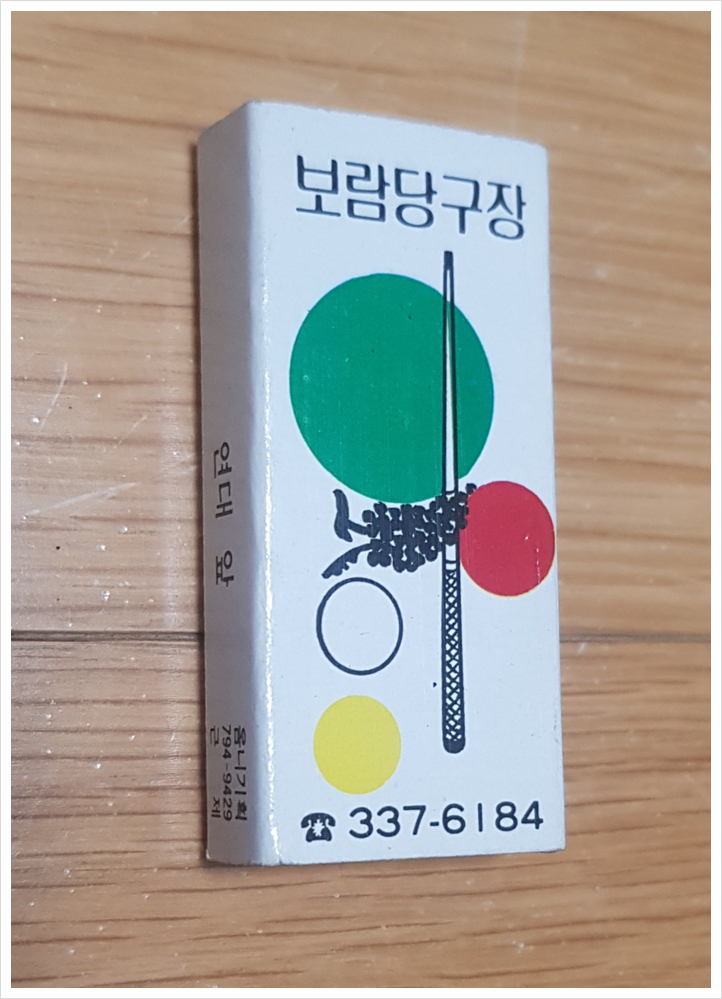 보람당구장
☎ 337-6184
연대 앞
옴니기획
794-9429
근 제